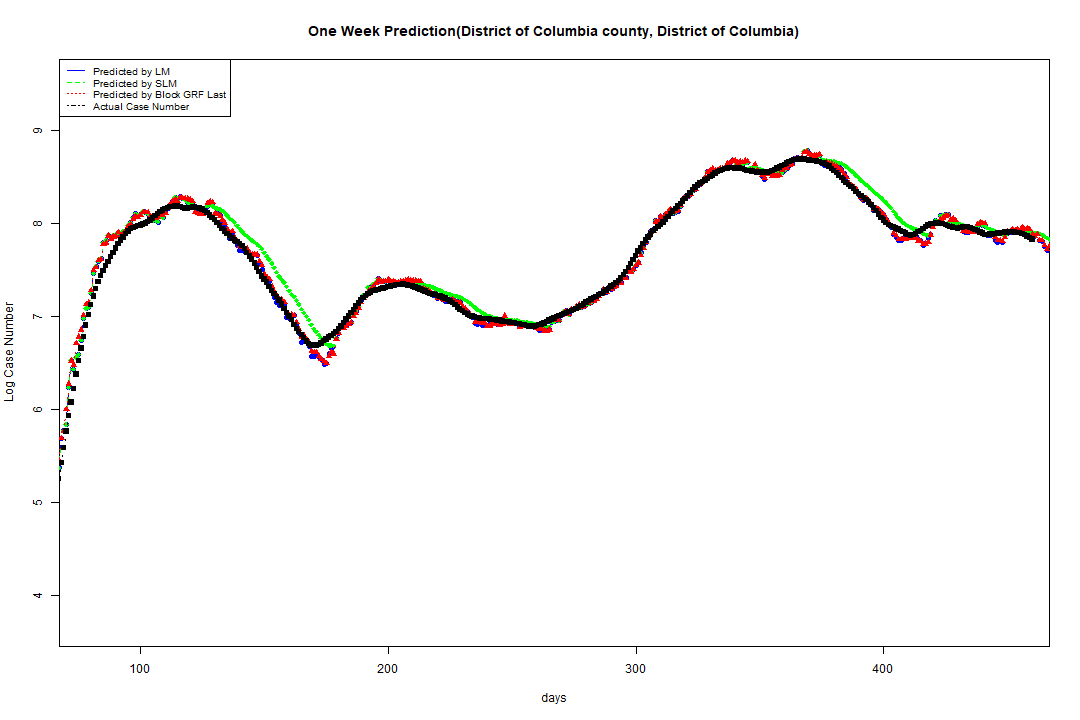 One Week Prediction(District of Columbia county, District of Columbia)
Predicted by LM
Predicted by SLM
Predicted by Block GRF Last
Actual Case Number
Log Case Number
9
8
7
6
5
4
100 200 300 400
days